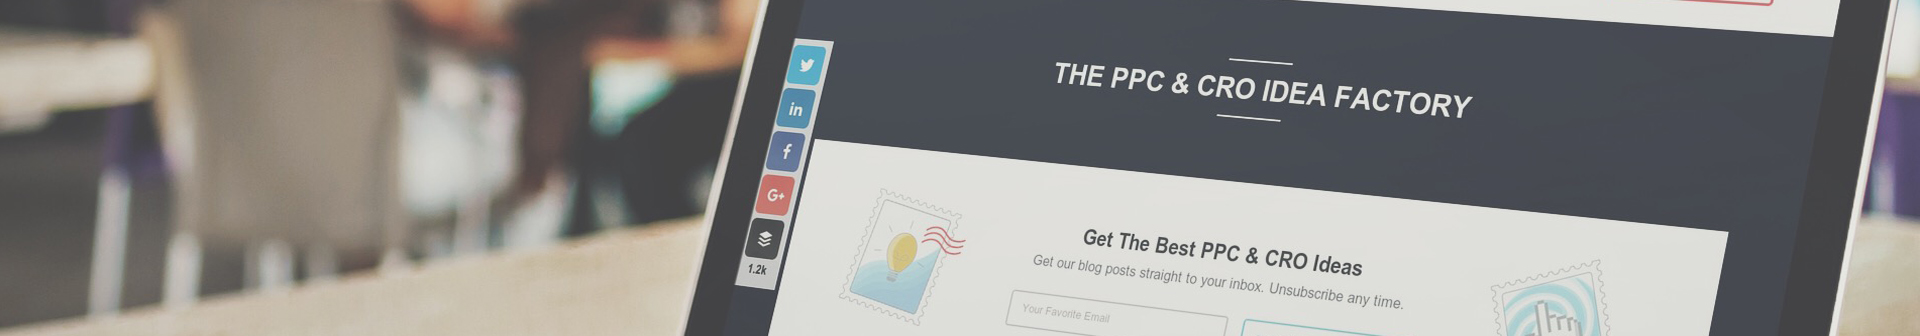 THE PPC & CRO IDEA FACTORY
in
f
G+
1.2k
Get The Best PPC & CRO Ideas
Get our blog posts straight to your inbox. Unsubscribe any time.
Your Favorite Email